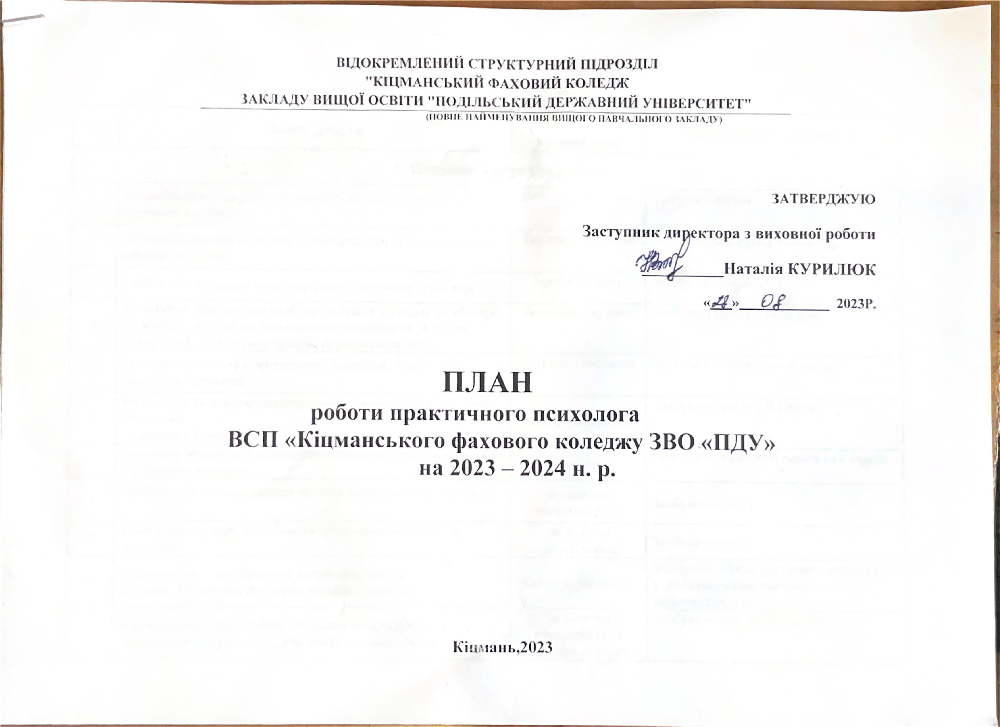 ВІДОКРЕМЛЕНИЙ СТРУКТУРНИЙ ПІДРОЗДІЛ
"КІЦМАНСЬКИЙ ФАХОВИЙ КОЛЕДЖ
ЗАКЛАДУ ВИЩОЇ ОСВІТИ "ПОДІЛЬСЬКИЙ ДЕРЖАВНИЙ УНІВЕРСИТЕТ"
(ПОВНЕ НАЙМЕНУВАННЯ ВИЩОГО НАВЧАЛЬНОГО ЗАКЛАДУ)
ЗАТВЕРДЖУЮ
Заступник директора з виховної роботи
Наталія КУРИЛЮК
«28» 08 2023Р.
ПЛАН
роботи практичного психолога
ВСП «Кіцманського фахового коледжу ЗВО «ПДУ»
на 2023 – 2024 н. р.
Кіцмань,2023